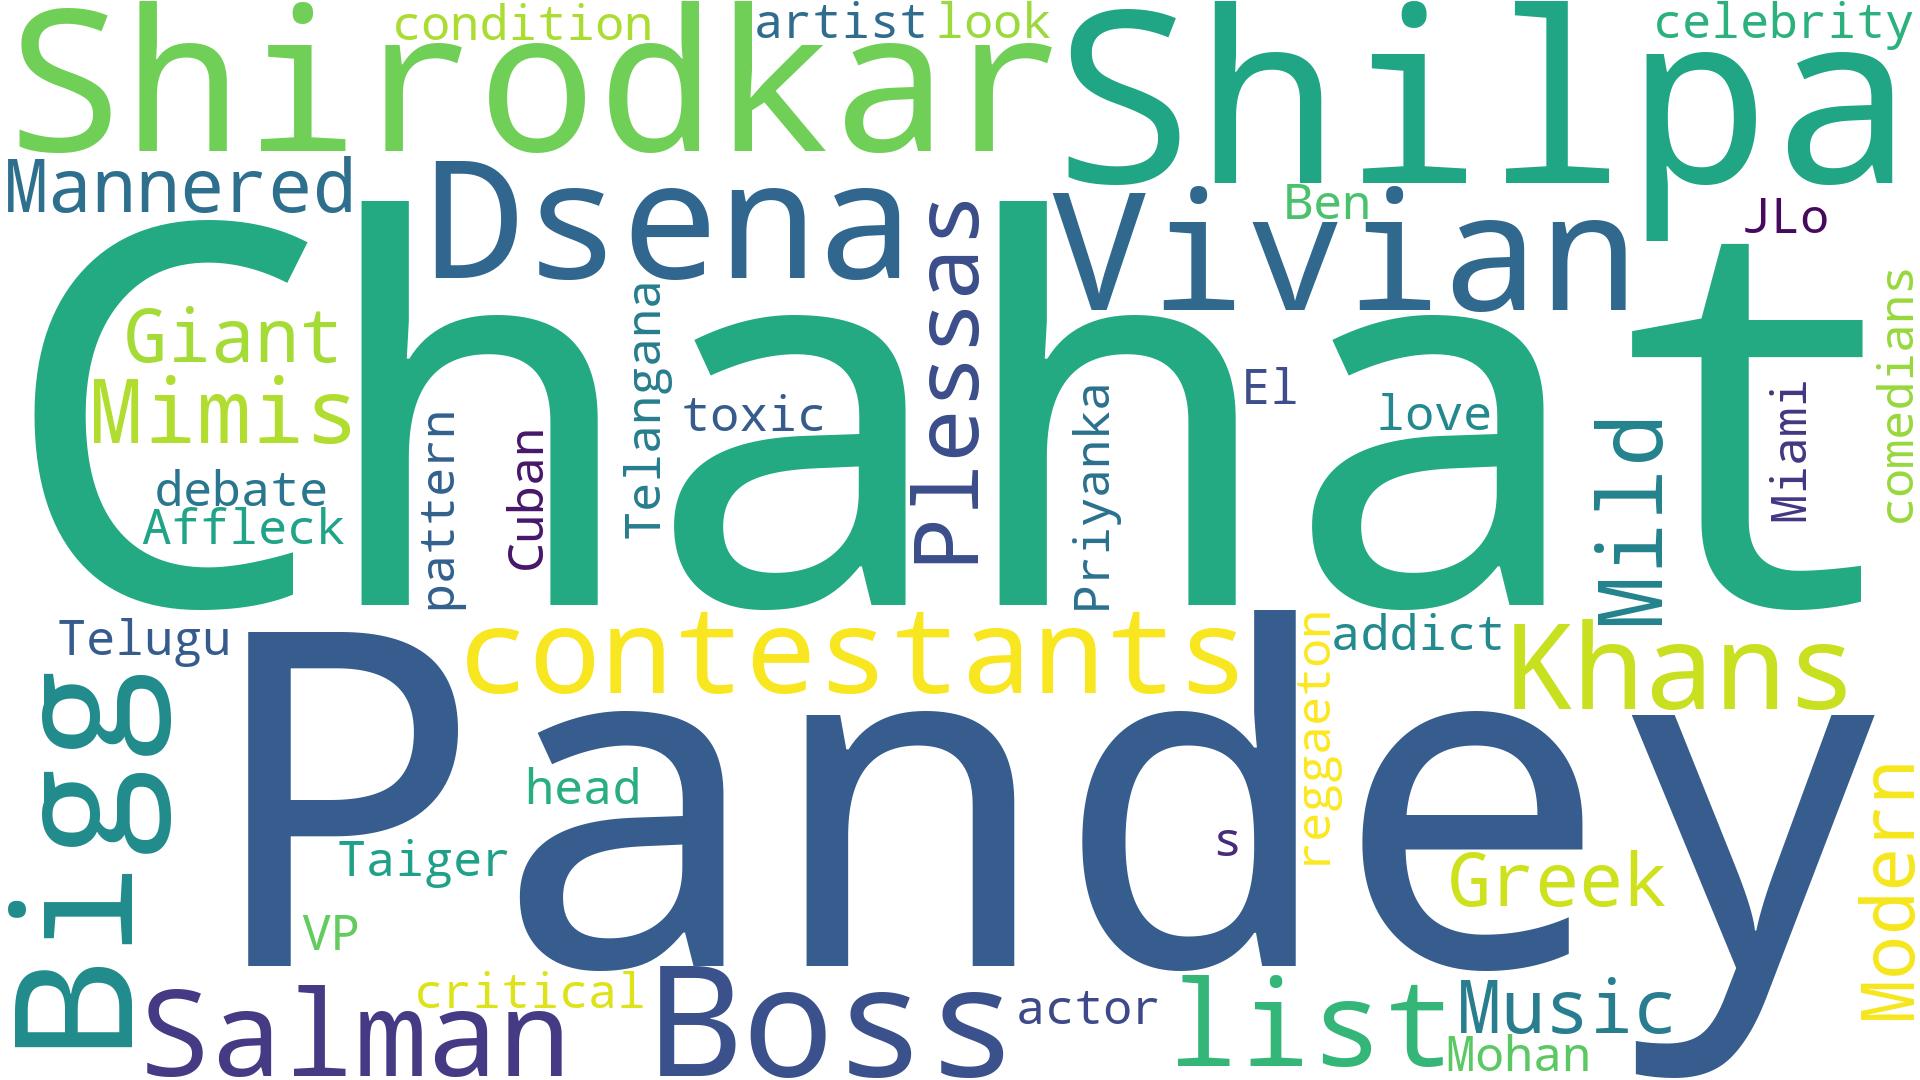 Shirodkar
condition
artist
look
Shilpa
celebrity
Mannered
Dsena
Vivian
Ben
JLo
Chahat
Giant
Mimis
debate
Affleck
pattern
Cuban
Telangana
toxic
Plessas
Priyanka
El
love
Mild
Miami
comedians
Telugu
contestants
addict
Khans
Bigg
Pandey
reggaeton
head
Taiger
VP
s
Greek
Modern
Salman
critical
Boss
actor
list
Music
Mohan